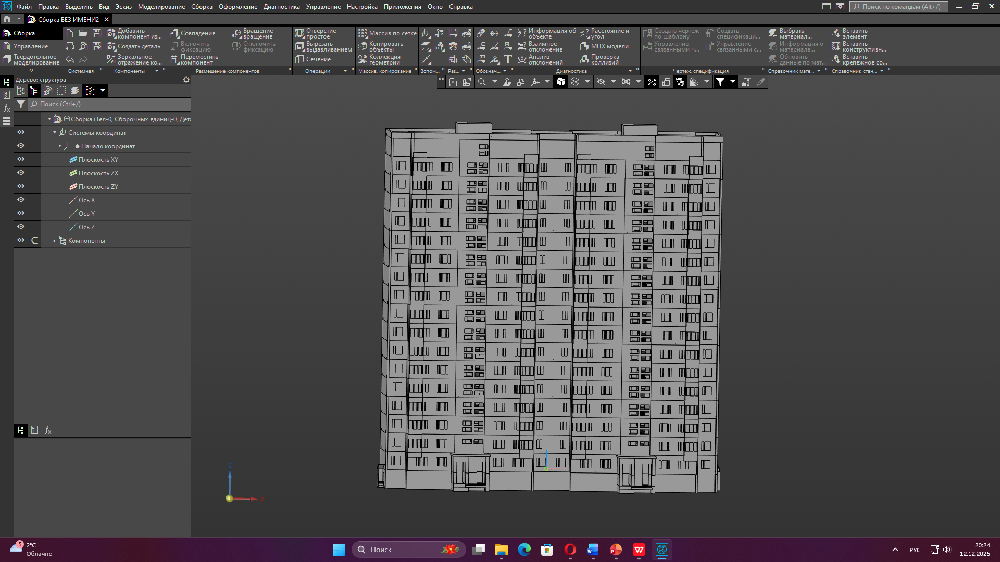 Файл Правка Выделить Вид Эскиз Моделирование Сборка Оформление Диагностика Управление Настройка Приложения Окно Справка
Поиск по командам (Alt+/)
Сборка БЕЗ ИМЕНИ2
Сборка
Управление
Твердотельное моделирование
Системная
Добавить компонент из...
Создать деталь
Зеркальное отражение ко...
Компоненты
Совпадение
Включить фиксацию
Переместить компонент
Вращение-вращение
Отключить фиксацию
Размещение компонентов
Отверстие простое
Вырезать выдавливанием
Сечение
Операции
Массив по сетке
Копировать объекты
Коллекция геометрии
Массив, копирование
Вспом...
Раз...
Обознач...
Информация об объекте
Взаимное отклонение
Анализ отклонений
Расстояние и угол
МЦХ модели
Проверка коллизий
Диагностика
Создать чертеж по шаблону
Управление связанными ч...
Создать спецификаци...
Управление связанными с...
Чертеж, спецификация
Выбрать материал...
Информация о материале...
Обновить данные по мат...
Справочник мате...
Вставить элемент
Вставить конструктивн...
Вставить крепежное со...
Справочник стан...
Дерево: структура
Поиск (Ctrl+/)
(-)Сборка (Тел-0, Сборочных единиц-0, Дета
Системы координат
Начало координат
Плоскость XY
Плоскость ZX
Плоскость ZY
Ось X
Ось Y
Ось Z
Компоненты
Z
X
5
2°C
Облачно
Поиск
РУС
20:24
12.12.2025